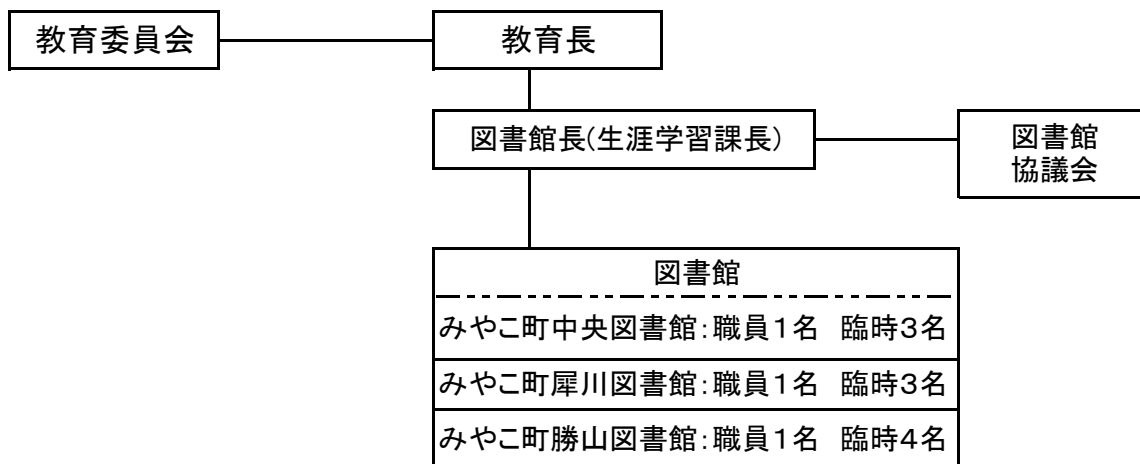 教育委員会
教育長
図書館長(生涯学習課長)
図書館
協議会
図書館
みやこ町中央図書館:職員1名　臨時3名
みやこ町犀川図書館:職員1名　臨時3名
みやこ町勝山図書館:職員1名　臨時4名